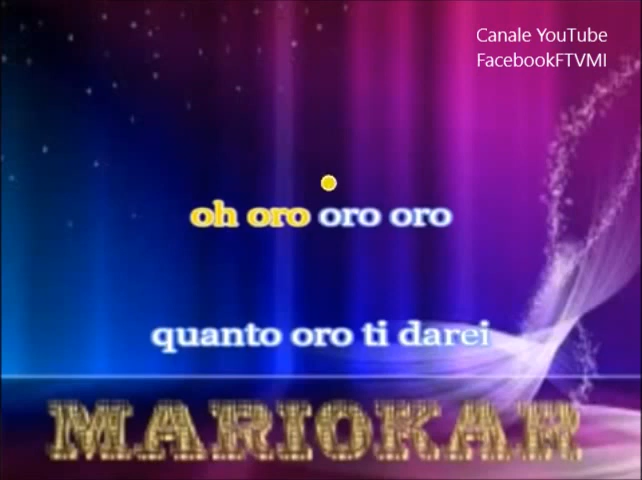 Canale YouTube
FacebookFTVMI
oh oro oro oro
quanto oro ti darei
MARIOKAR